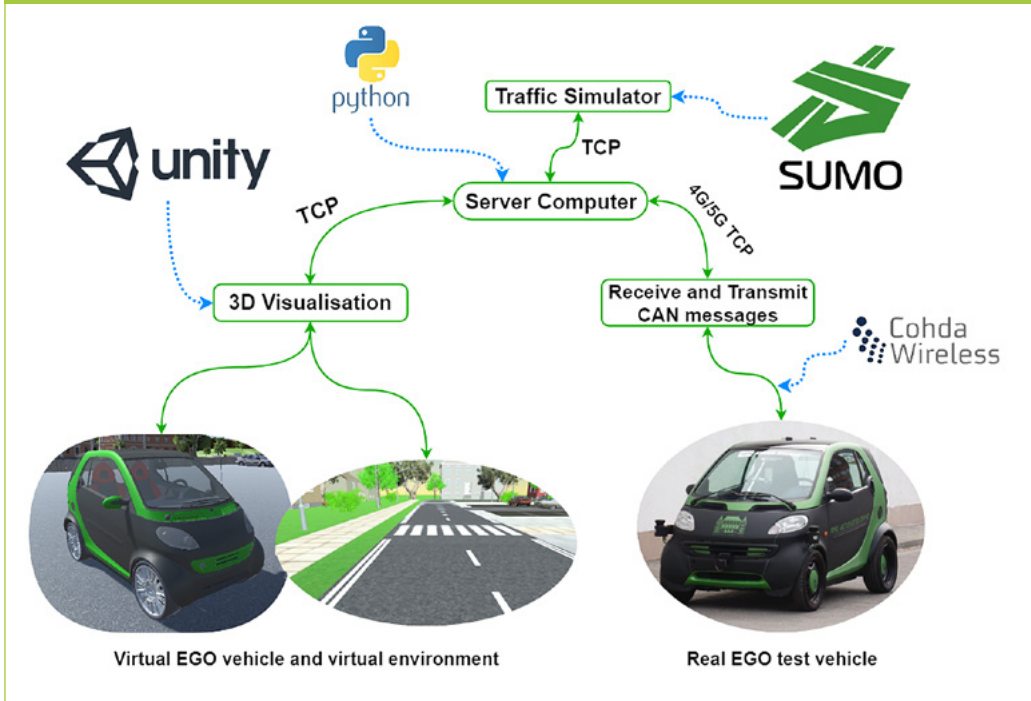 python
Traffic Simulator
unity
TCP
SUMO
TCP
Server Computer
4G/5G TCP
3D Visualisation
Receive and Transmit
CAN messages
Cohda
Wireless
Virtual EGO vehicle and virtual environment
Real EGO test vehicle